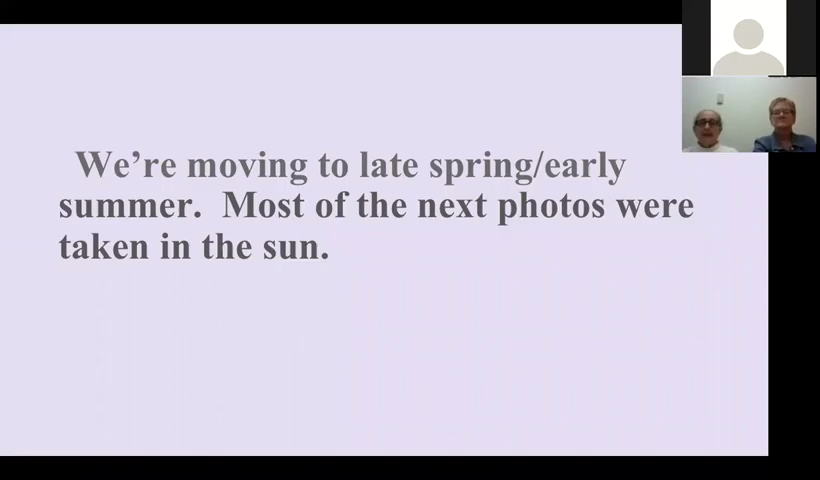 We’re moving to late spring/early
summer.  Most of the next photos were
taken in the sun.